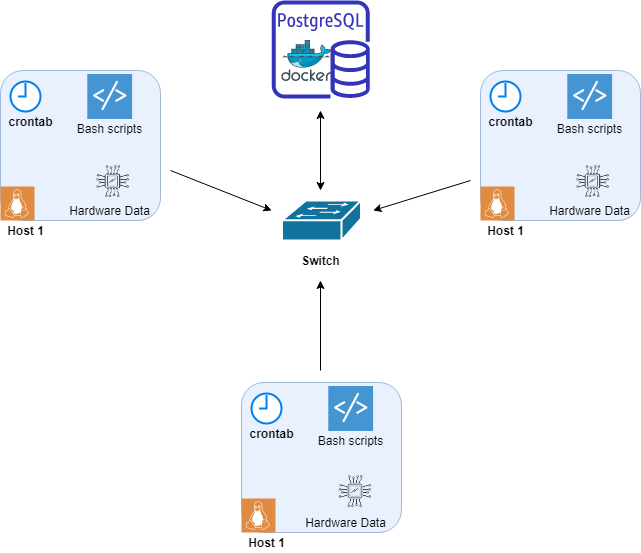 PostgreSQL
docker
crontab
Bash scripts
Hardware Data
Host 1
crontab
Bash scripts
Hardware Data
Host 1
Switch
crontab
Bash scripts
Hardware Data
Host 1